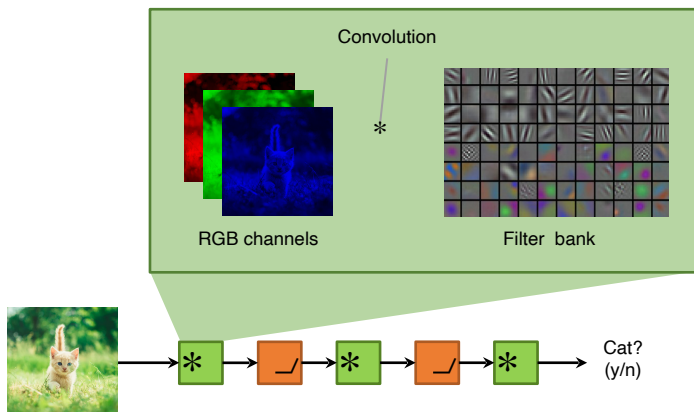 Convolution
*
RGB channels
Filter bank
* * *
Cat?
(y/n)